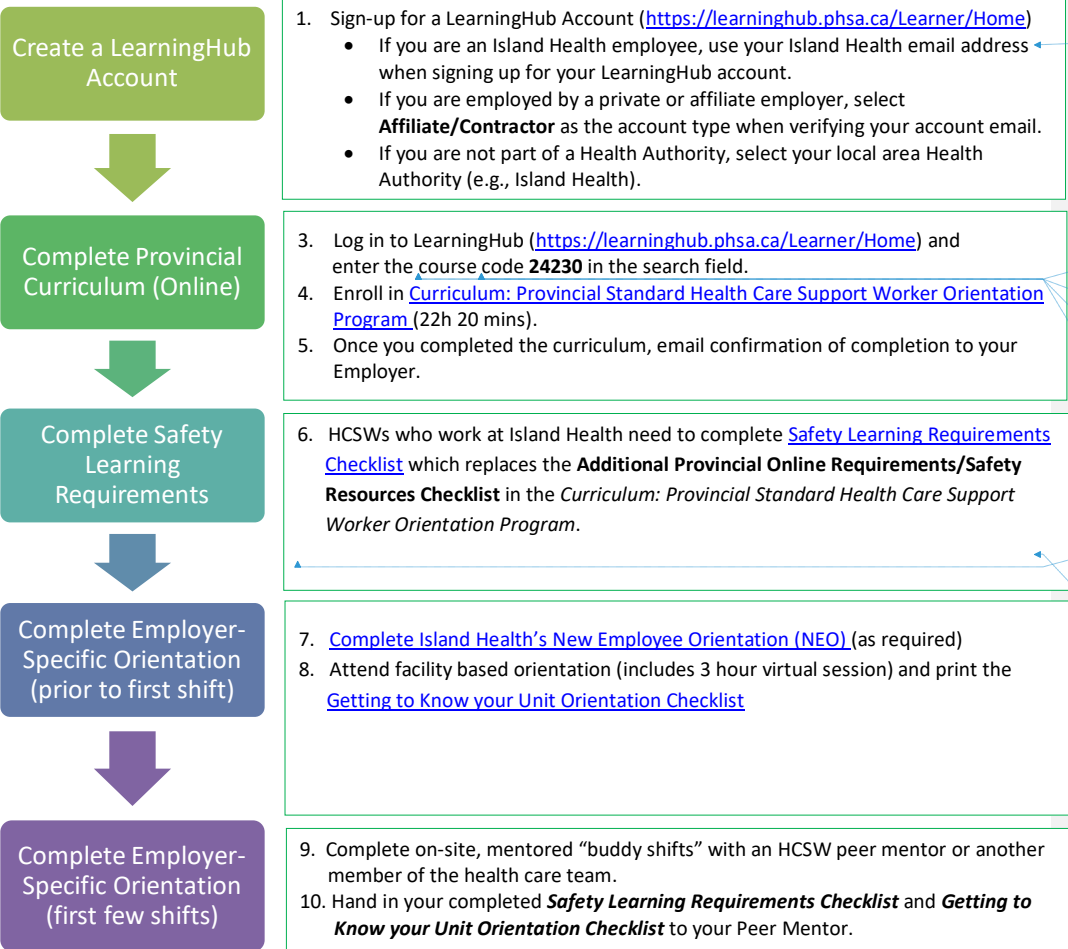 Create a LearningHub
Account
1. Sign-up for a LearningHub Account (https://learninghub.phsa.ca/Learner/Home)
• If you are an Island Health employee, use your Island Health email address
when signing up for your LearningHub account.
• If you are employed by a private or affiliate employer, select
Affiliate/Contractor as the account type when verifying your account email.
• If you are not part of a Health Authority, select your local area Health
Authority (e.g., Island Health).
Complete Provincial
Curriculum (Online)
3. Log in to LearningHub (https://learninghub.phsa.ca/Learner/Home) and
enter the course code 24230 in the search field.
4. Enroll in Curriculum: Provincial Standard Health Care Support Worker Orientation
Program (22h 20 mins).
5. Once you completed the curriculum, email confirmation of completion to your
Employer.
Complete Safety
Learning
Requirements
6. HCSWs who work at Island Health need to complete Safety Learning Requirements
Checklist which replaces the Additional Provincial Online Requirements/Safety
Resources Checklist in the Curriculum: Provincial Standard Health Care Support
Worker Orientation Program.
Complete Employer-
Specific Orientation
(prior to first shift)
7. Complete Island Health's New Employee Orientation (NEO) (as required)
8. Attend facility based orientation (includes 3 hour virtual session) and print the
Getting to Know your Unit Orientation Checklist
Complete Employer-
Specific Orientation
(first few shifts)
9. Complete on-site, mentored “buddy shifts” with an HCSW peer mentor or another
member of the health care team.
10. Hand in your completed Safety Learning Requirements Checklist and Getting to
Know your Unit Orientation Checklist to your Peer Mentor.